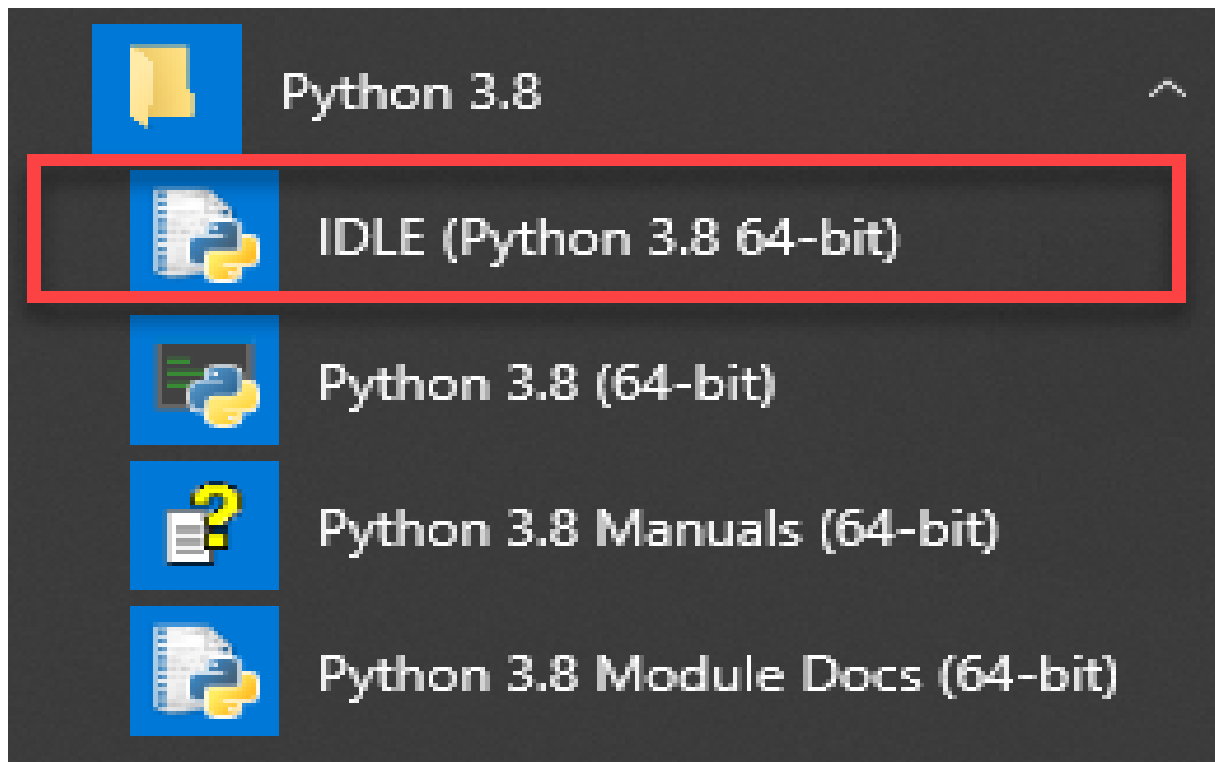 Python 3.8
IDLE (Python 3.8 64-bit)
Python 3.8 (64-bit)
Python 3.8 Manuals (64-bit)
Python 3.8 Module Docs (64-bit)